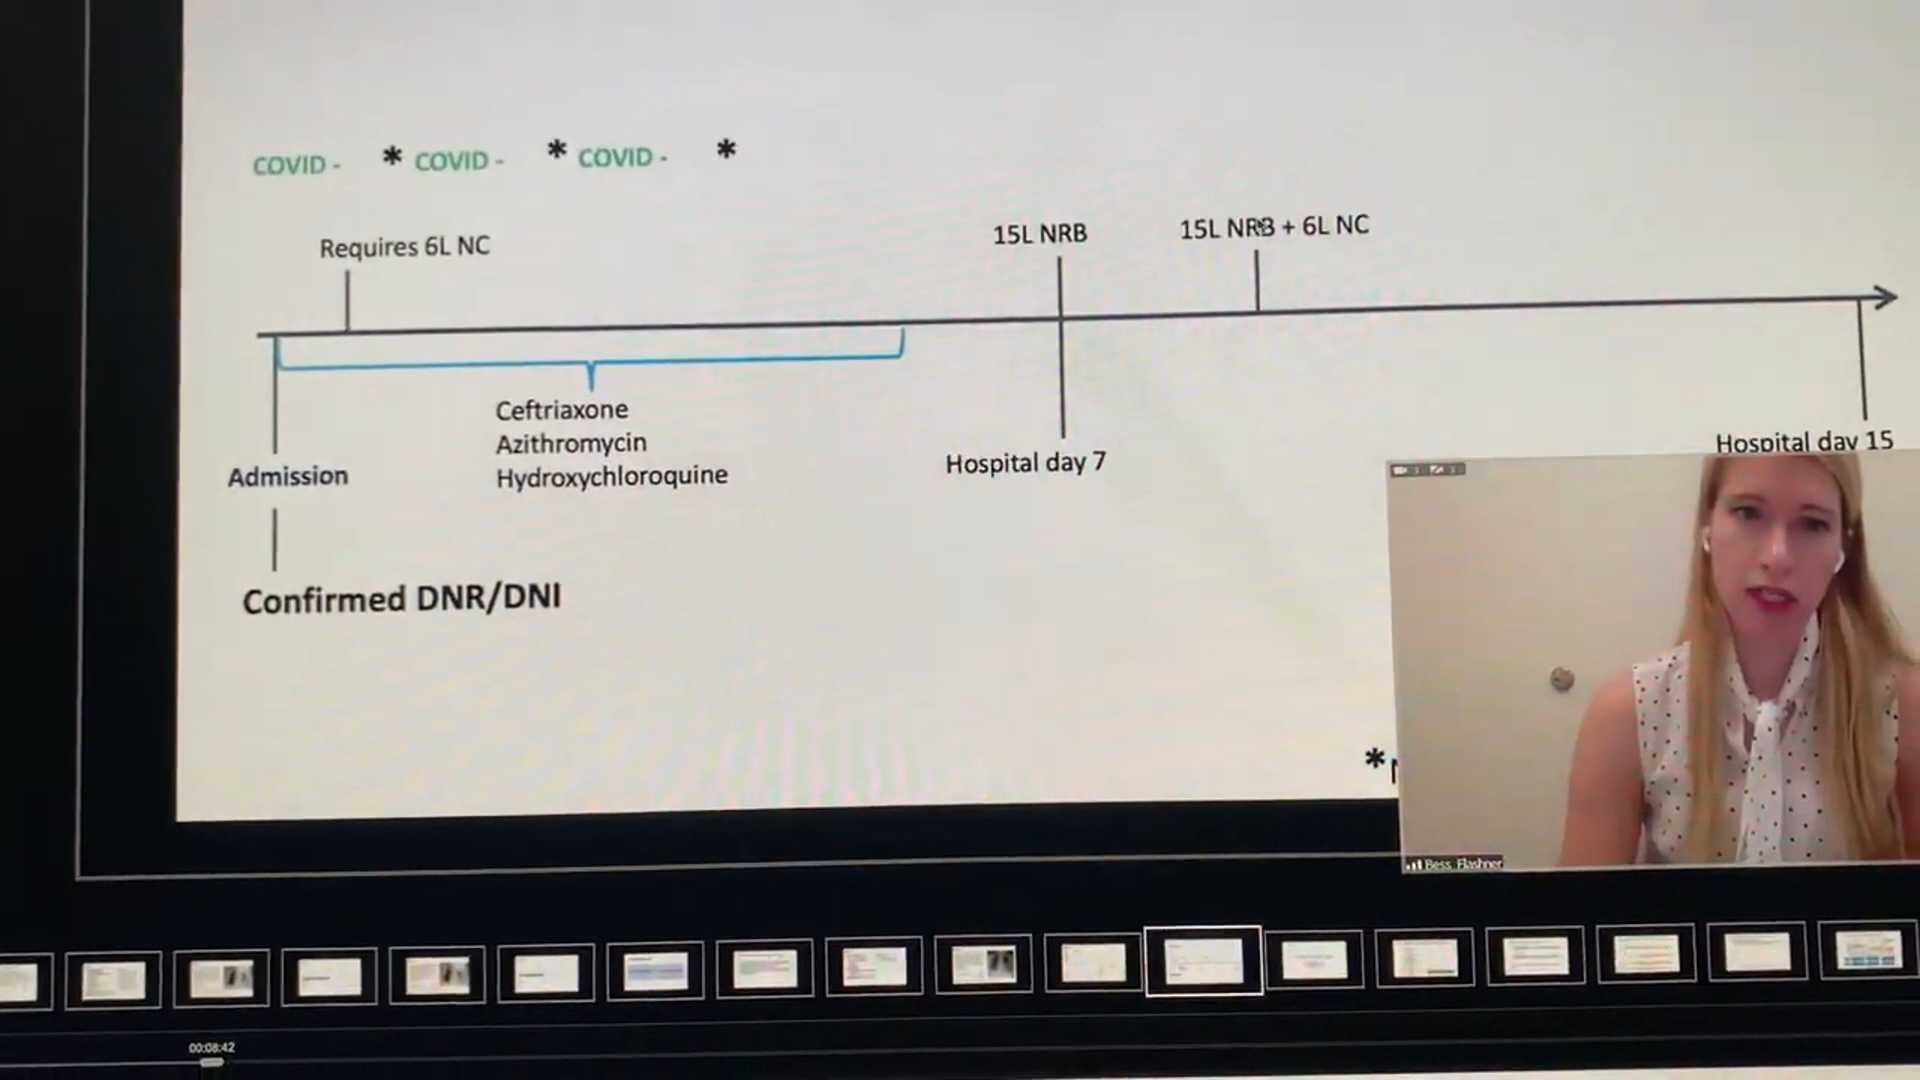 COVID - * COVID - * COVID - *
Requires 6L NC
15L NRB
15L NRB + 6L NC
Ceftriaxone
Azithromycin
Hydroxychloroquine
Admission
Hospital day 7
Hospital day 15
Confirmed DNR/DNI
*
Bess Flashner
00:08:42